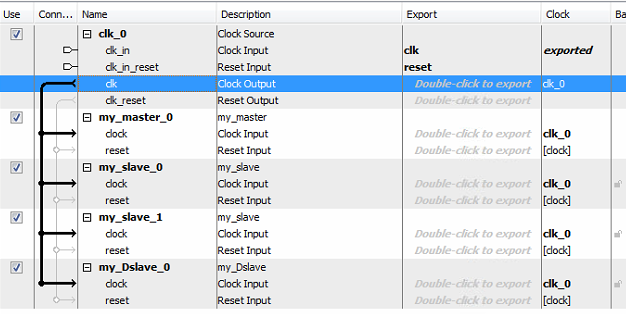 Use Conn... Name Description Export Clock Ba
clk_0 Clock Source
clk_in Clock Input clk exported
clk_in_reset Reset Input reset
clk Clock Output Double-click to export clk_0
clk_reset Reset Output Double-click to export
my_master_0 my_master
clock Clock Input Double-click to export clk_0
reset Reset Input Double-click to export [clock]
my_slave_0 my_slave
clock Clock Input Double-click to export clk_0
reset Reset Input Double-click to export [clock]
my_slave_1 my_slave
clock Clock Input Double-click to export clk_0
reset Reset Input Double-click to export [clock]
my_Dslave_0 my_Dslave
clock Clock Input Double-click to export clk_0
reset Reset Input Double-click to export [clock]